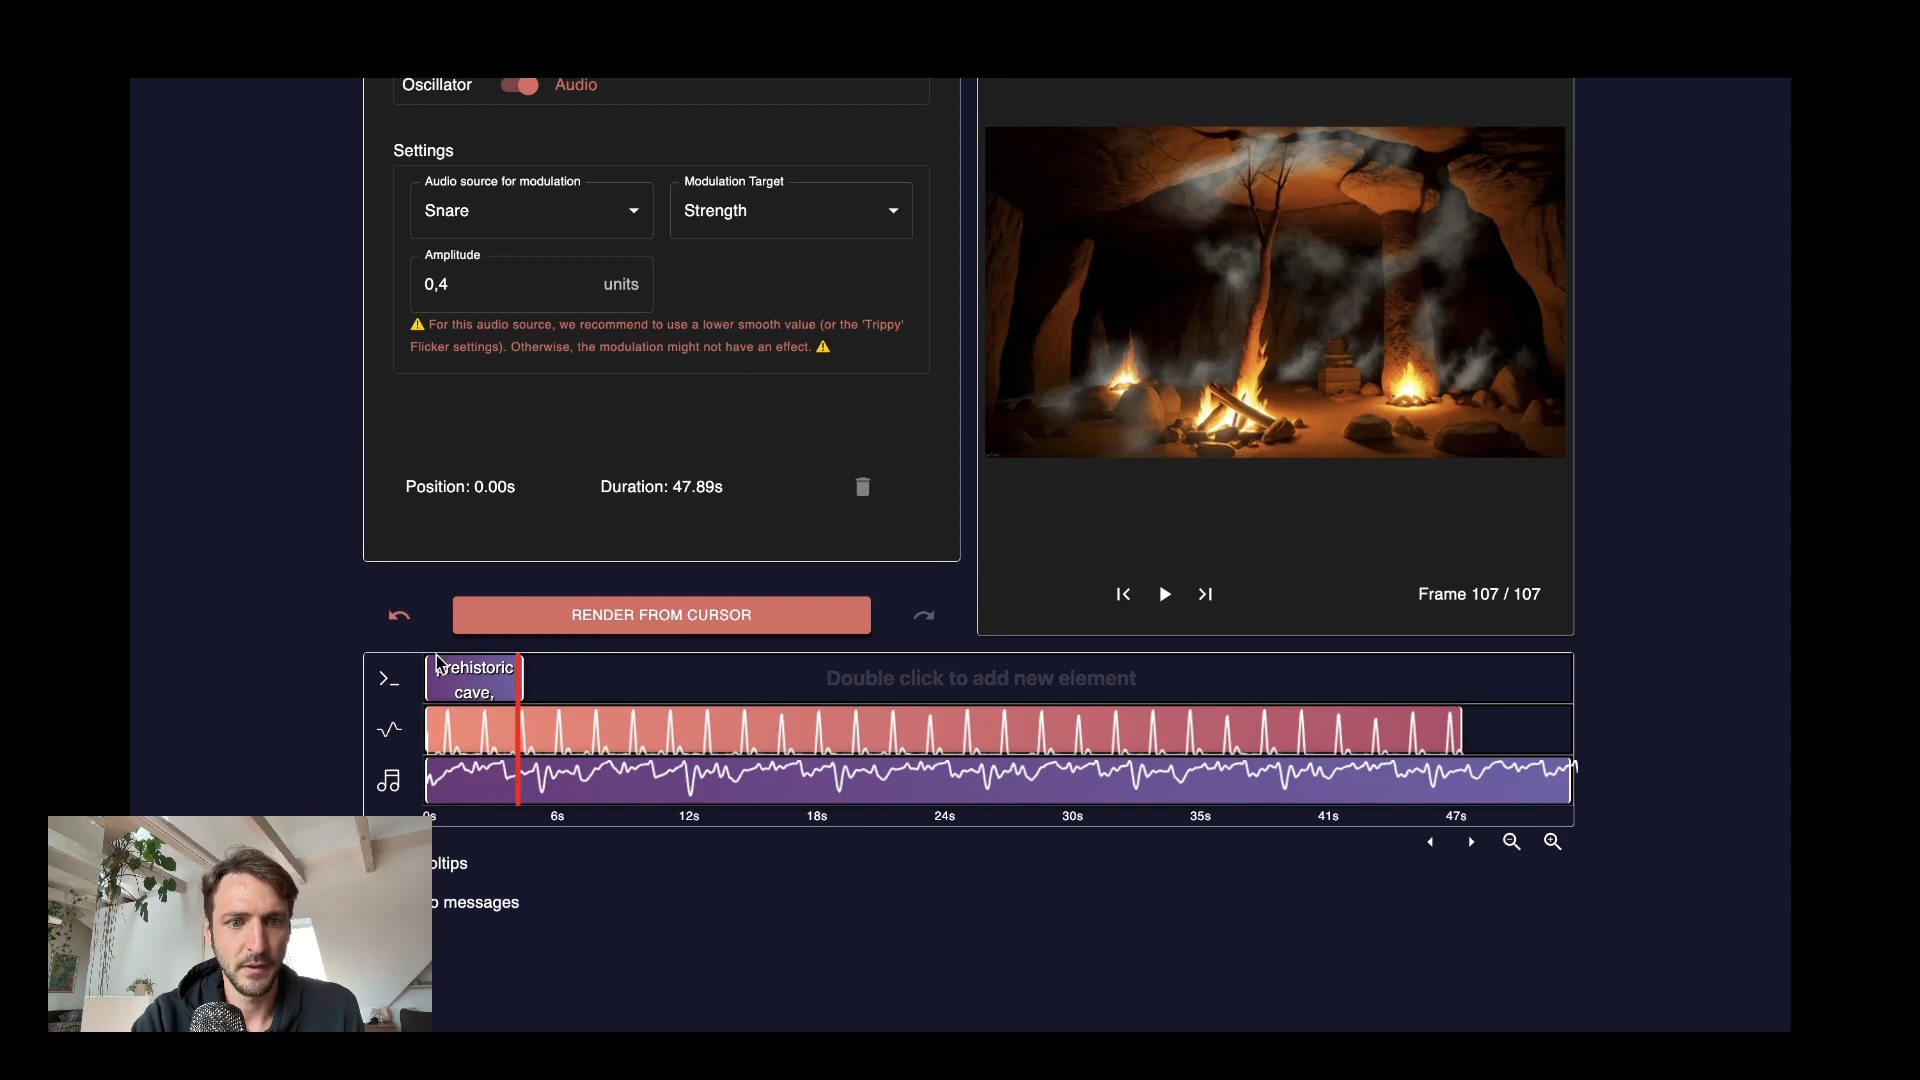 Oscillator Audio
Settings
Audio source for modulation
Modulation Target
Snare
Strength
Amplitude
0,4 units
⚠️ For this audio source, we recommend to use a lower smooth value (or the 'Trippy'
Flicker settings). Otherwise, the modulation might not have an effect. ⚠️
Position: 0.00s
Duration: 47.89s
RENDER FROM CURSOR
Frame 107 / 107
rehistoric
cave,
Double click to add new element
0s 6s 12s 18s 24s 30s 35s 41s 47s
oltips
o messages